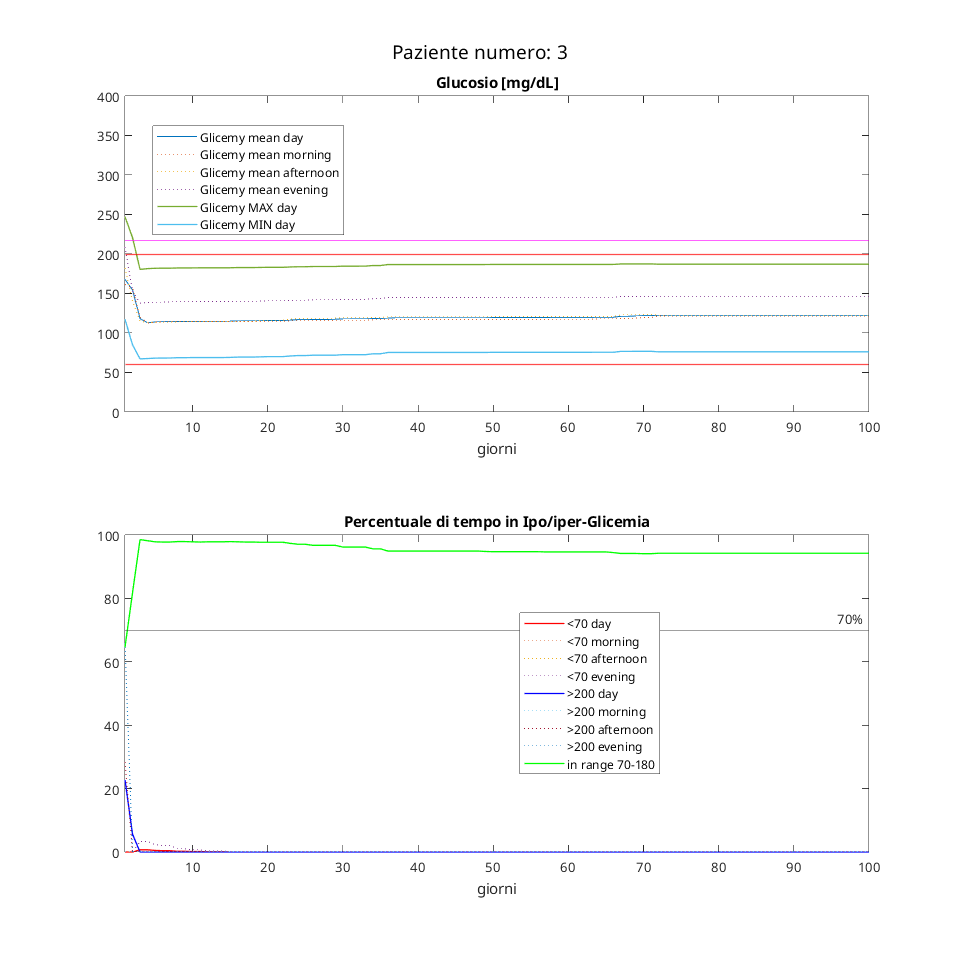 Paziente numero: 3
Glucosio [mg/dL]
400
350
300
250
200
150
100
50
0
Glicemy mean day
Glicemy mean morning
Glicemy mean afternoon
Glicemy mean evening
Glicemy MAX day
Glicemy MIN day
10 20 30 40 50 60 70 80 90 100
giorni
Percentuale di tempo in Ipo/iper-Glicemia
100
80
60
40
20
0
70%
<70 day
<70 morning
<70 afternoon
<70 evening
>200 day
>200 morning
>200 afternoon
>200 evening
in range 70-180
10 20 30 40 50 60 70 80 90 100
giorni